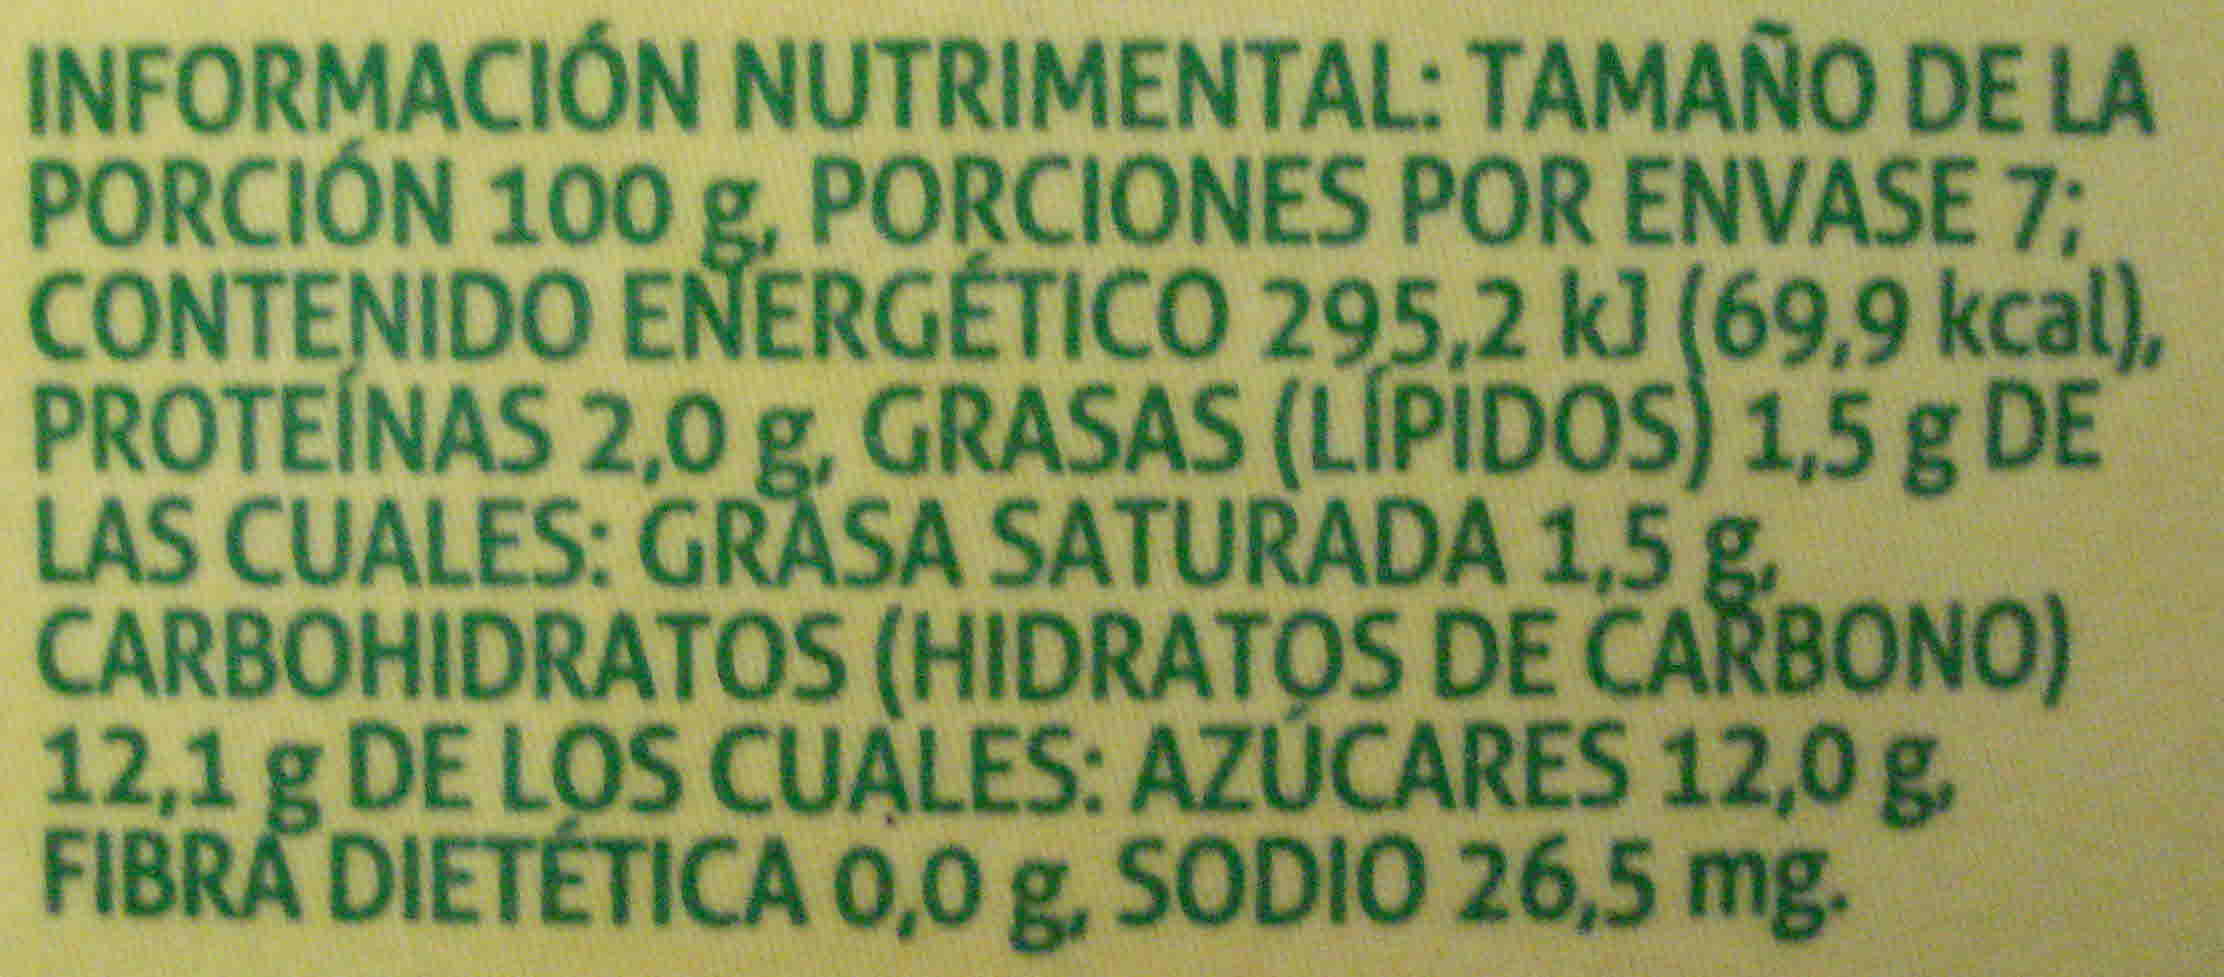 INFORMACIÓN NUTRIMENTAL: TAMAÑO DE LA
PORCIÓN 100 g, PORCIONES POR ENVASE 7;
CONTENIDO ENERGÉTICO 295,2 kJ (69,9 kcal),
PROTEÍNAS 2,0 g, GRASAS (LÍPIDOS) 1,5 g DE
LAS CUALES: GRASA SATURADA 1,5 g,
CARBOHIDRATOS (HIDRATOS DE CARBONO)
12,1 g DE LOS CUALES: AZÚCARES 12,0 g,
FIBRA DIETÉTICA 0,0 g, SODIO 26,5 mg.